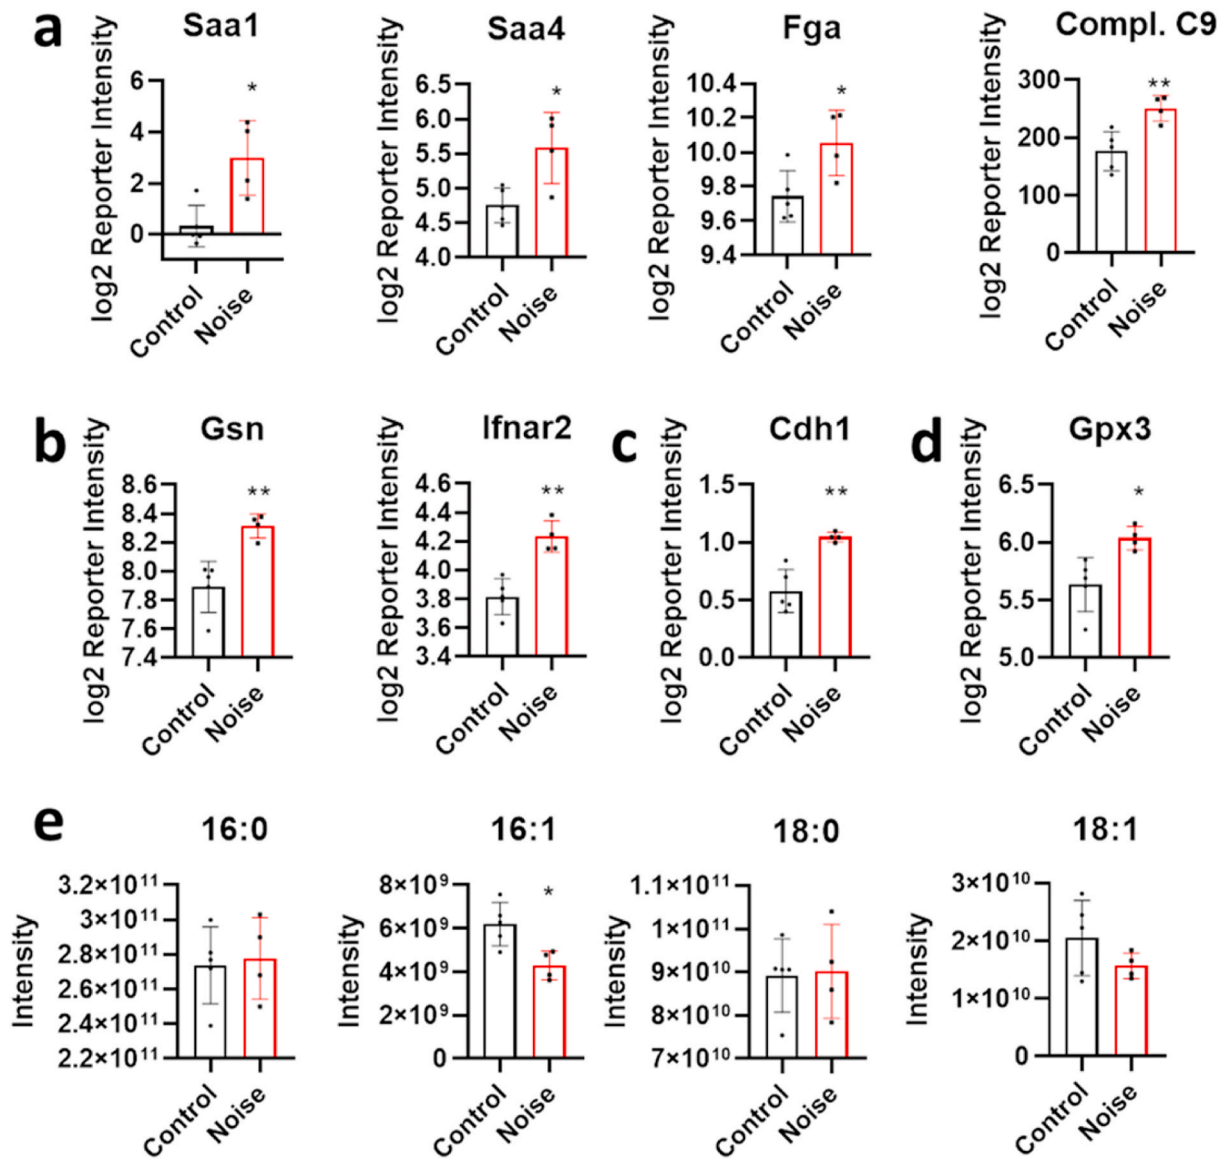 a
Saa1
Saa4
Fga
Compl. C9
log2 Reporter Intensity
6
4
2
0
Control
Noise
*
log2 Reporter Intensity
6.5
6.0
5.5
5.0
4.5
4.0
Control
Noise
*
log2 Reporter Intensity
10.4
10.2
10.0
9.8
9.6
9.4
Control
Noise
*
log2 Reporter Intensity
300
200
100
0
Control
Noise
**
b
Gsn
Ifnar2
c
Cdh1
d
Gpx3
log2 Reporter Intensity
8.6
8.4
8.2
8.0
7.8
7.6
7.4
Control
Noise
**
log2 Reporter Intensity
4.6
4.4
4.2
4.0
3.8
3.6
3.4
Control
Noise
**
log2 Reporter Intensity
1.5
1.0
0.5
0.0
Control
Noise
**
log2 Reporter Intensity
6.5
6.0
5.5
5.0
Control
Noise
*
e
16:0
16:1
18:0
18:1
Intensity
3.2×10¹¹
3×10¹¹
2.8×10¹¹
2.6×10¹¹
2.4×10¹¹
2.2×10¹¹
Control
Noise
Intensity
8×10⁹
6×10⁹
4×10⁹
2×10⁹
0
Control
Noise
*
Intensity
1.1×10¹¹
1×10¹¹
9×10¹⁰
8×10¹⁰
7×10¹⁰
Control
Noise
Intensity
3×10¹⁰
2×10¹⁰
1×10¹⁰
0
Control
Noise